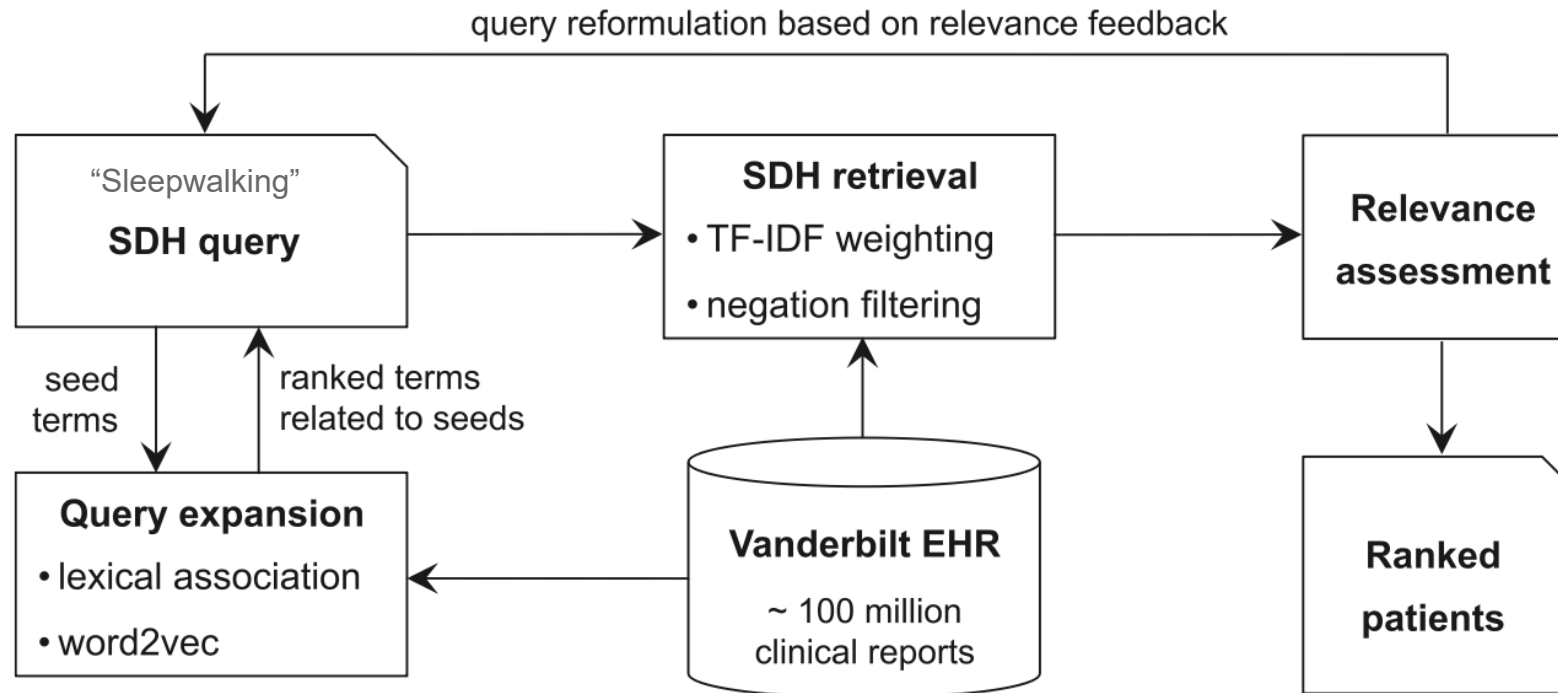 query reformulation based on relevance feedback
“Sleepwalking”
SDH query
SDH retrieval
• TF-IDF weighting
• negation filtering
Relevance
assessment
seed
terms
ranked terms
related to seeds
Query expansion
• lexical association
• word2vec
Vanderbilt EHR
~ 100 million
clinical reports
Ranked
patients